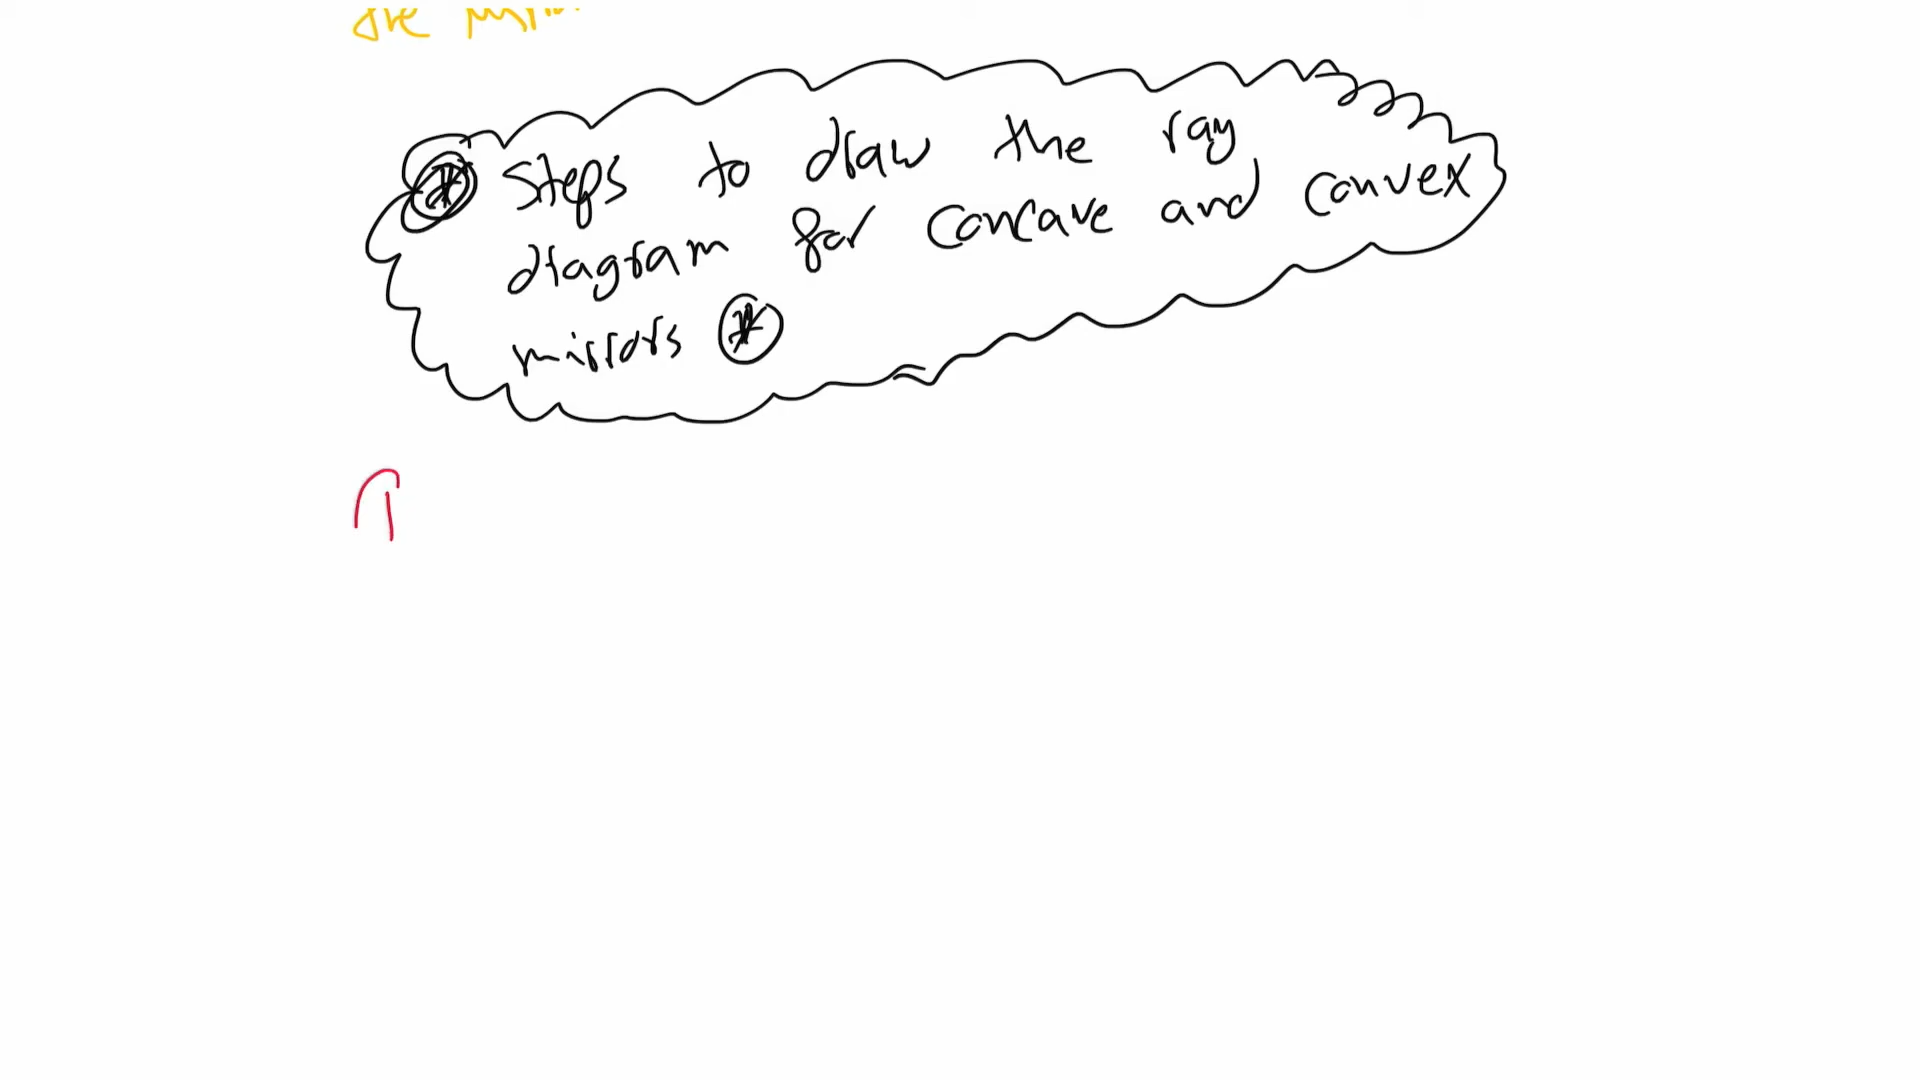 Steps to draw the ray
diagram for concave and convex
mirrors